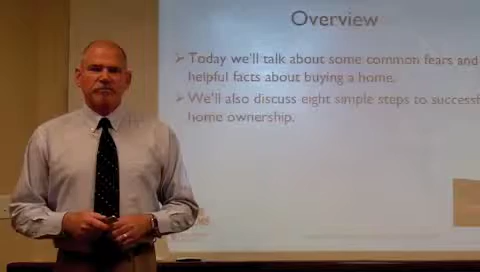 Overview
➢ Today we'll talk about some common fears and
helpful facts about buying a home.
➢ We'll also discuss eight simple steps to successf
home ownership.